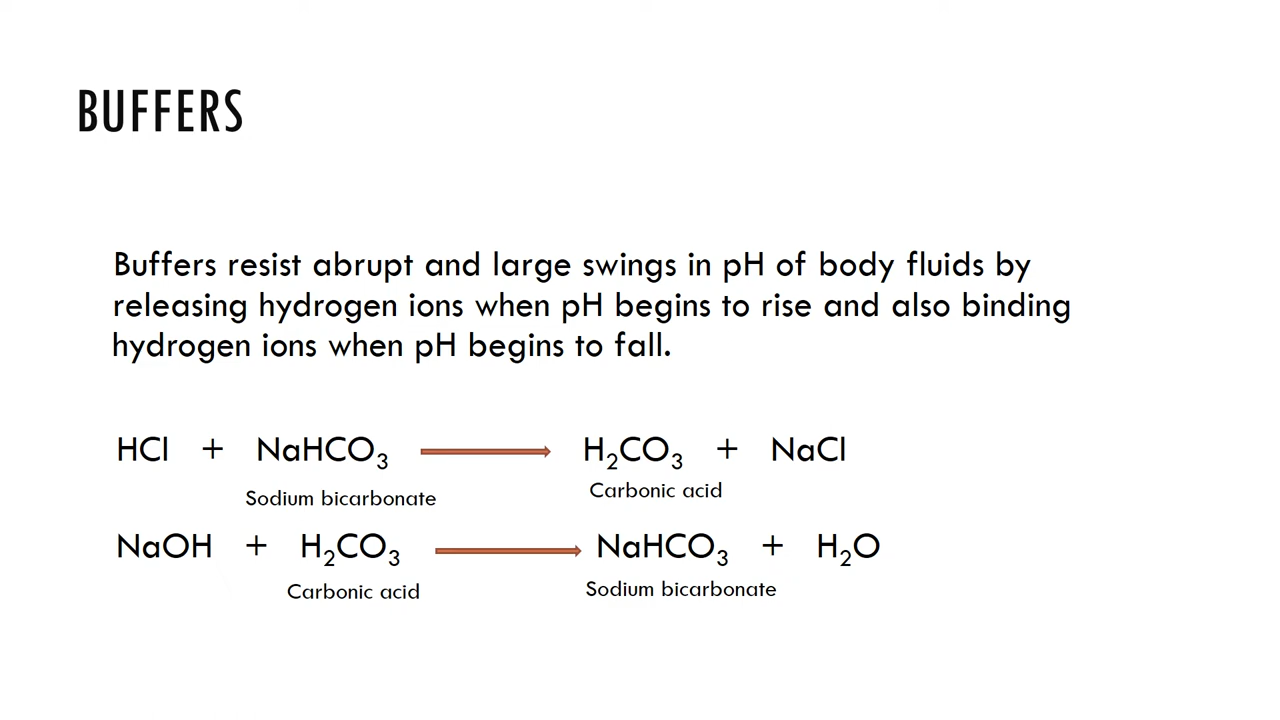 BUFFERS
Buffers resist abrupt and large swings in pH of body fluids by
releasing hydrogen ions when pH begins to rise and also binding
hydrogen ions when pH begins to fall.
HCl + NaHCO₃ → H₂CO₃ + NaCl
Sodium bicarbonate Carbonic acid
NaOH + H₂CO₃ → NaHCO₃ + H₂O
Carbonic acid Sodium bicarbonate